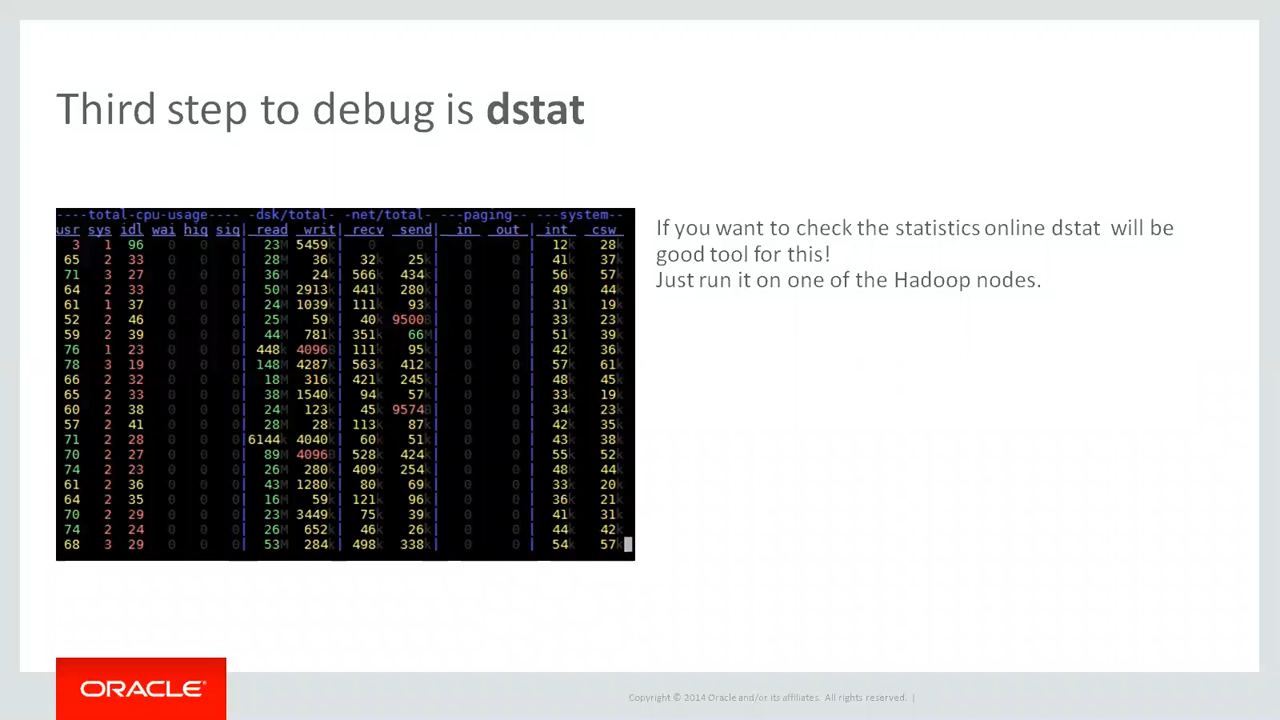 Third step to debug is dstat
----total-cpu-usage---- -dsk/total- -net/total- ---paging-- ---system--
usr sys idl wai hiq siq| read writ| recv send| in out | int csw
3 1 96 0 0 0| 23M 5459k| 0 0 | 0 0 | 12k 28k
65 2 33 0 0 0| 28M 36k| 32k 25k| 0 0 | 41k 37k
71 3 27 0 0 0| 36M 24k| 566k 434k| 0 0 | 56k 57k
64 2 33 0 0 0| 50M 2913k| 441k 280k| 0 0 | 49k 44k
61 1 37 0 0 0| 24M 1039k| 111k 93k| 0 0 | 31k 19k
52 2 46 0 0 0| 25M 59k| 40k 9500B| 0 0 | 33k 23k
59 2 39 0 0 0| 44M 781k| 351k 66M| 0 0 | 51k 39k
76 1 23 0 0 0| 448k 4096B| 111k 95k| 0 0 | 42k 36k
78 3 19 0 0 0| 148M 4287k| 563k 412k| 0 0 | 57k 61k
66 2 32 0 0 0| 18M 316k| 421k 245k| 0 0 | 48k 45k
65 2 33 0 0 0| 38M 1540k| 94k 57k| 0 0 | 33k 19k
60 2 38 0 0 0| 24M 123k| 45k 9574B| 0 0 | 34k 23k
57 2 41 0 0 0| 28M 28k| 113k 87k| 0 0 | 42k 35k
71 2 28 0 0 0|6144k 4040k| 60k 51k| 0 0 | 43k 38k
70 2 27 0 0 0| 89M 4096B| 528k 424k| 0 0 | 55k 52k
74 2 23 0 0 0| 26M 280k| 409k 254k| 0 0 | 48k 44k
61 2 36 0 0 0| 43M 1280k| 80k 69k| 0 0 | 33k 20k
64 2 35 0 0 0| 16M 59k| 121k 96k| 0 0 | 36k 21k
70 2 29 0 0 0| 23M 3449k| 75k 39k| 0 0 | 41k 31k
74 2 24 0 0 0| 26M 652k| 46k 26k| 0 0 | 44k 42k
68 3 29 0 0 0| 53M 284k| 498k 338k| 0 0 | 54k 57k
If you want to check the statistics online dstat will be
good tool for this!
Just run it on one of the Hadoop nodes.
ORACLE®
Copyright © 2014 Oracle and/or its affiliates. All rights reserved. |